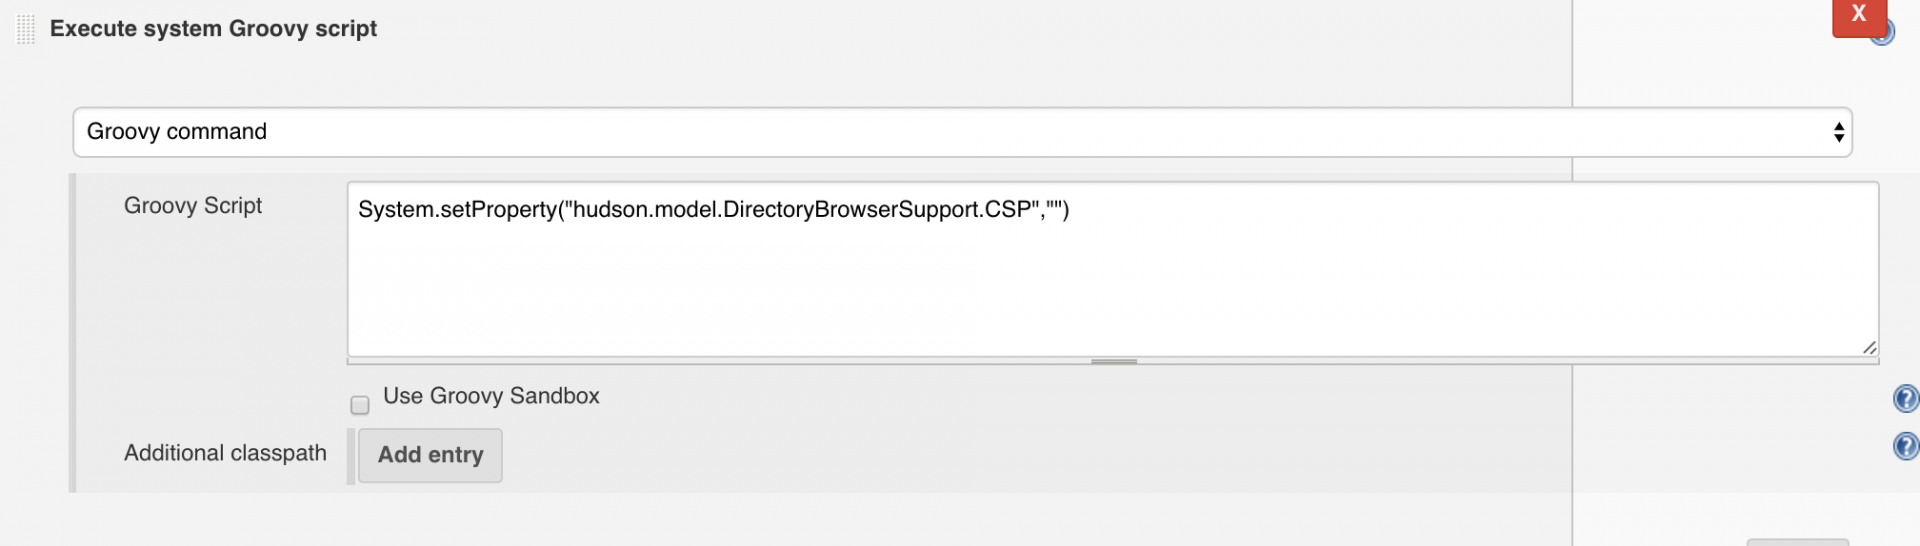 Execute system Groovy script
X
Groovy command
Groovy Script
System.setProperty("hudson.model.DirectoryBrowserSupport.CSP","")
Use Groovy Sandbox
?
Additional classpath
Add entry
?